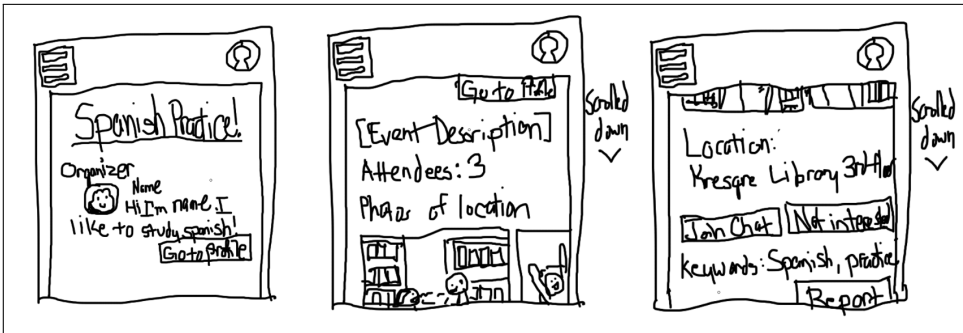 Spanish Practice!
Organizer
Name
Hi I'm name I
like to study spanish!
Go to profile
Go to Profile
[Event Description]
Attendees: 3
Photos of location
Scrolled
down
Location:
Kresge Library 3rd floor
Join Chat
Not interested
Keywords: Spanish, practice
Report
Scrolled
down